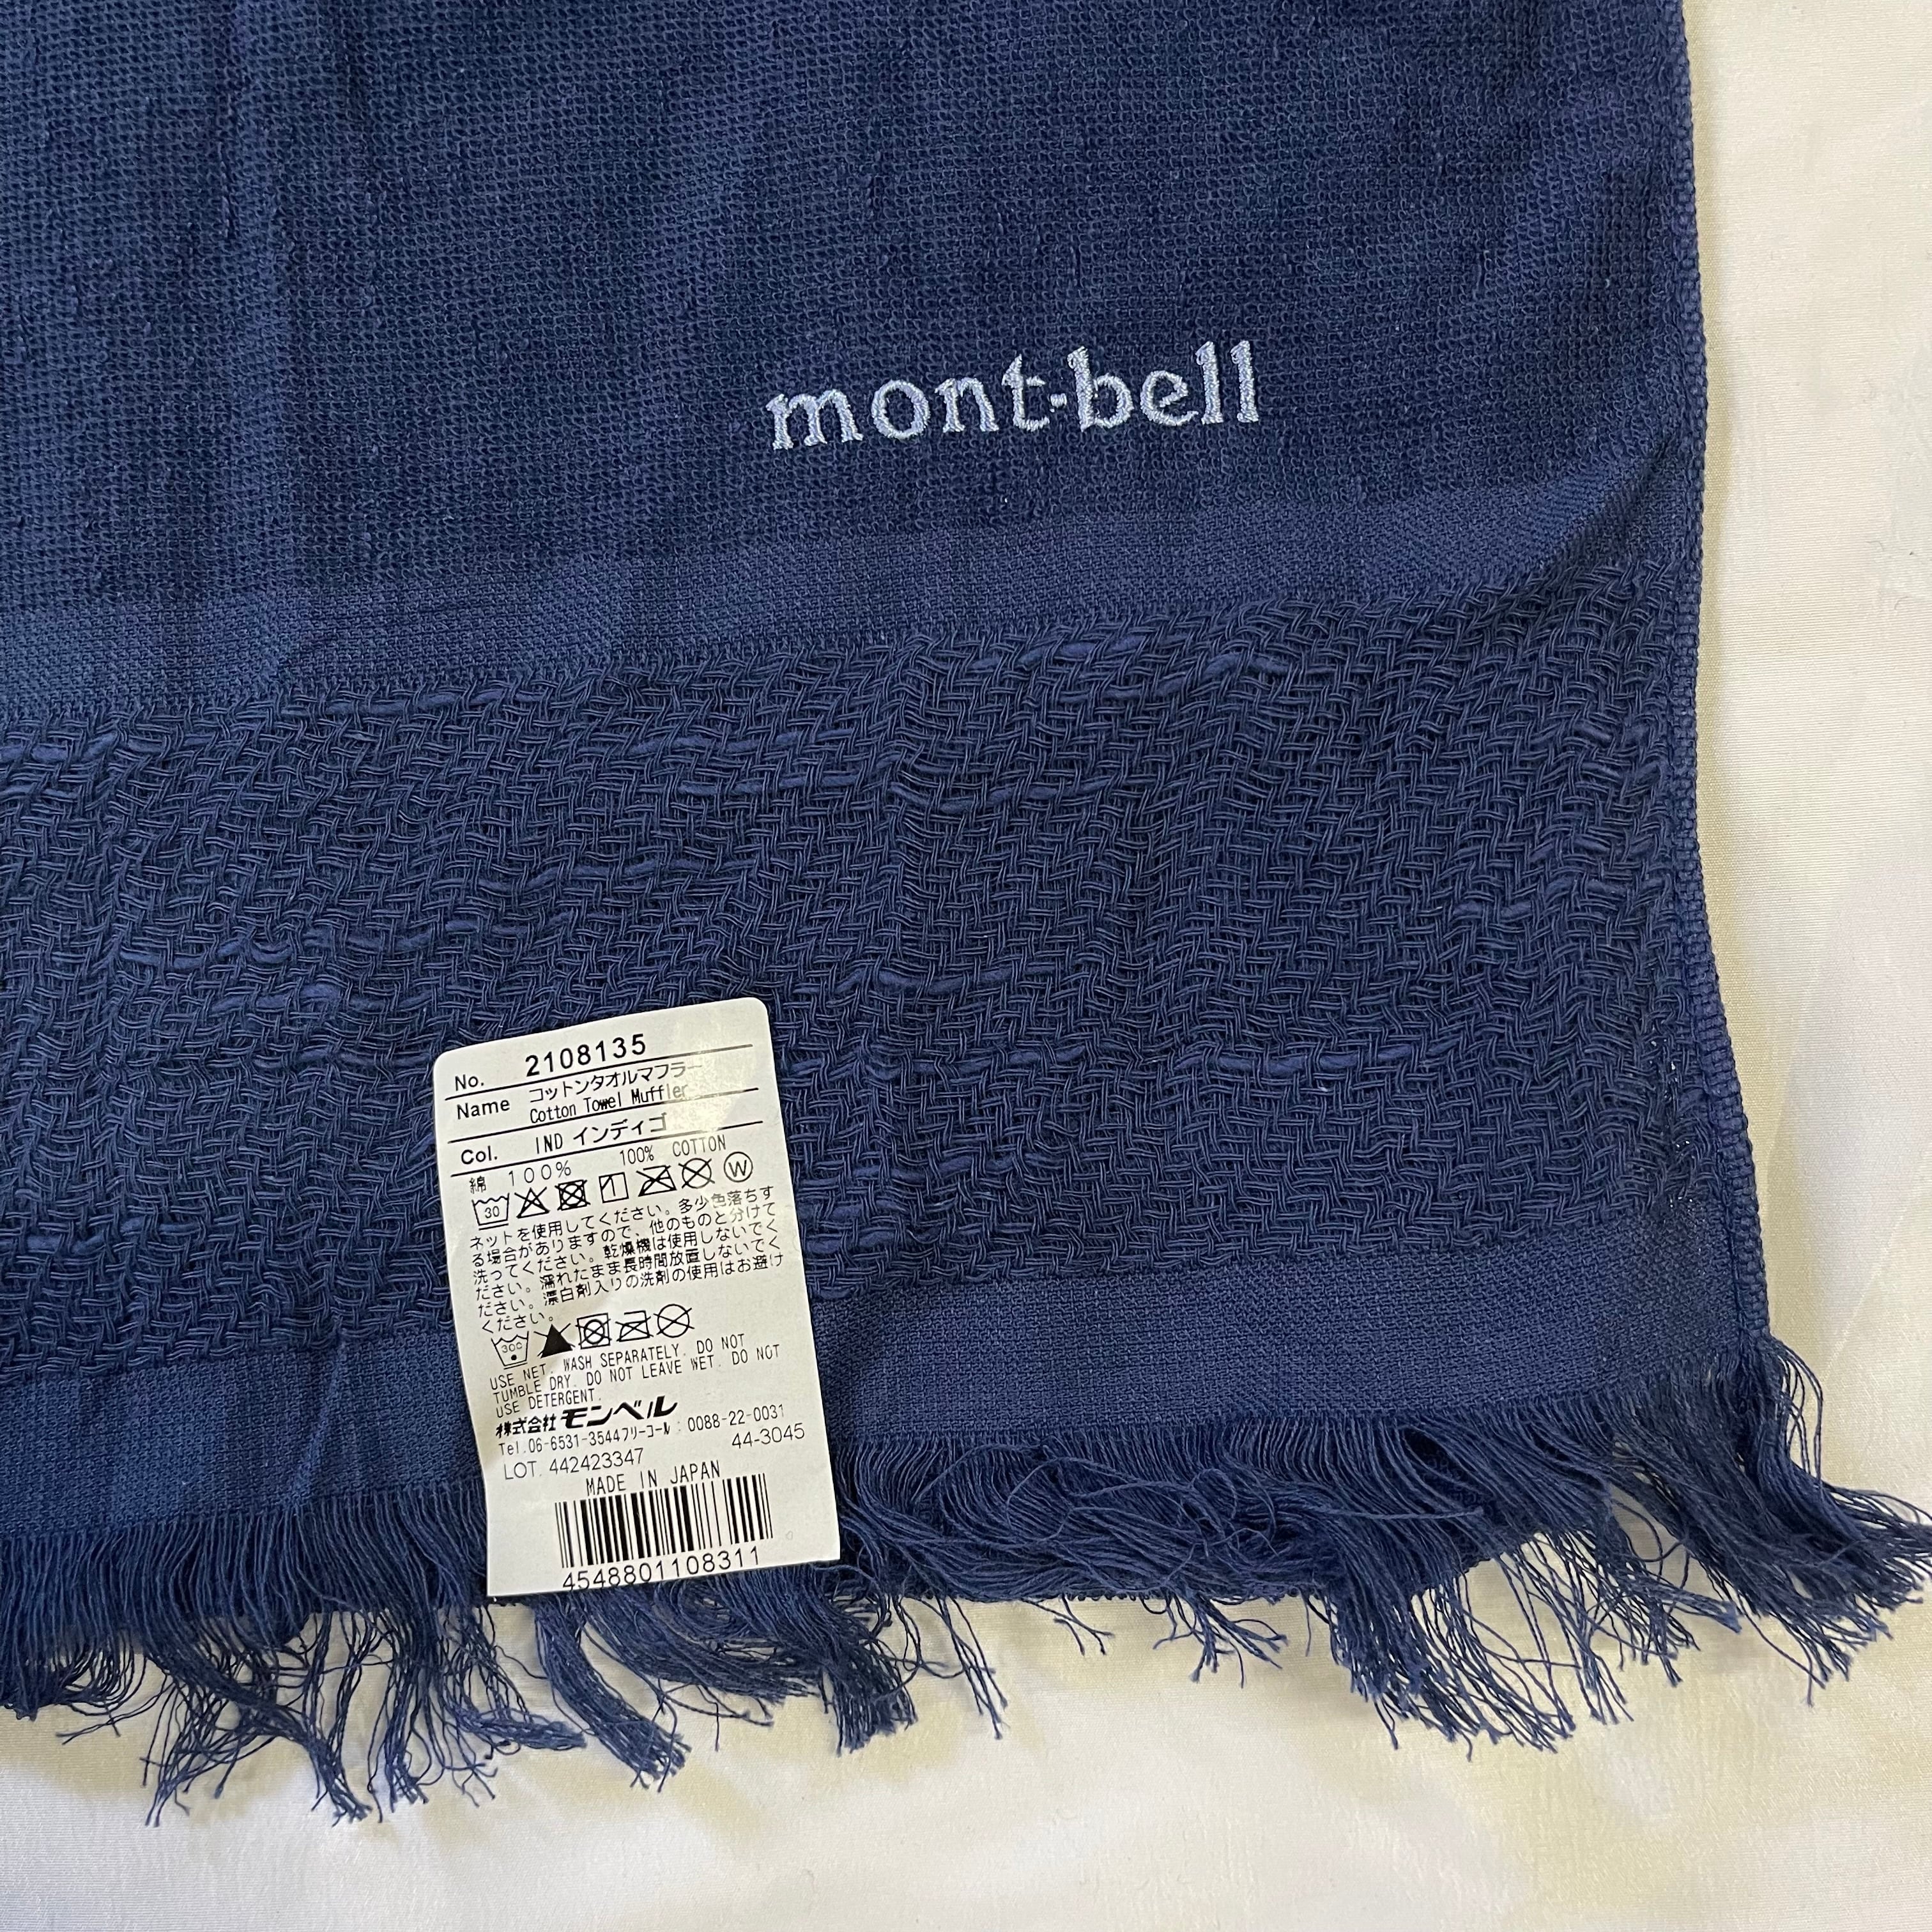 mont-bell
No. 2108135
Name コットンタオルマフラー
Cotton Towel Muffler
Col. IND インディゴ
綿 100% 100% COTTON
30 1 W
ネットを使用してください。多少色落ちす
る場合がありますので、他のものと分けて
洗ってください。乾燥機は使用しないでく
ださい。濡れたまま長時間放置しないでく
ださい。漂白剤入りの洗剤の使用はお避け
ください。
300
USE NET. WASH SEPARATELY. DO NOT
TUMBLE DRY. DO NOT LEAVE WET. DO NOT
USE DETERGENT.
株式会社モンベル
Tel.06-6531-3544フリーコール:0088-22-0031
LOT. 442423347 44-3045
MADE IN JAPAN
4548801108311